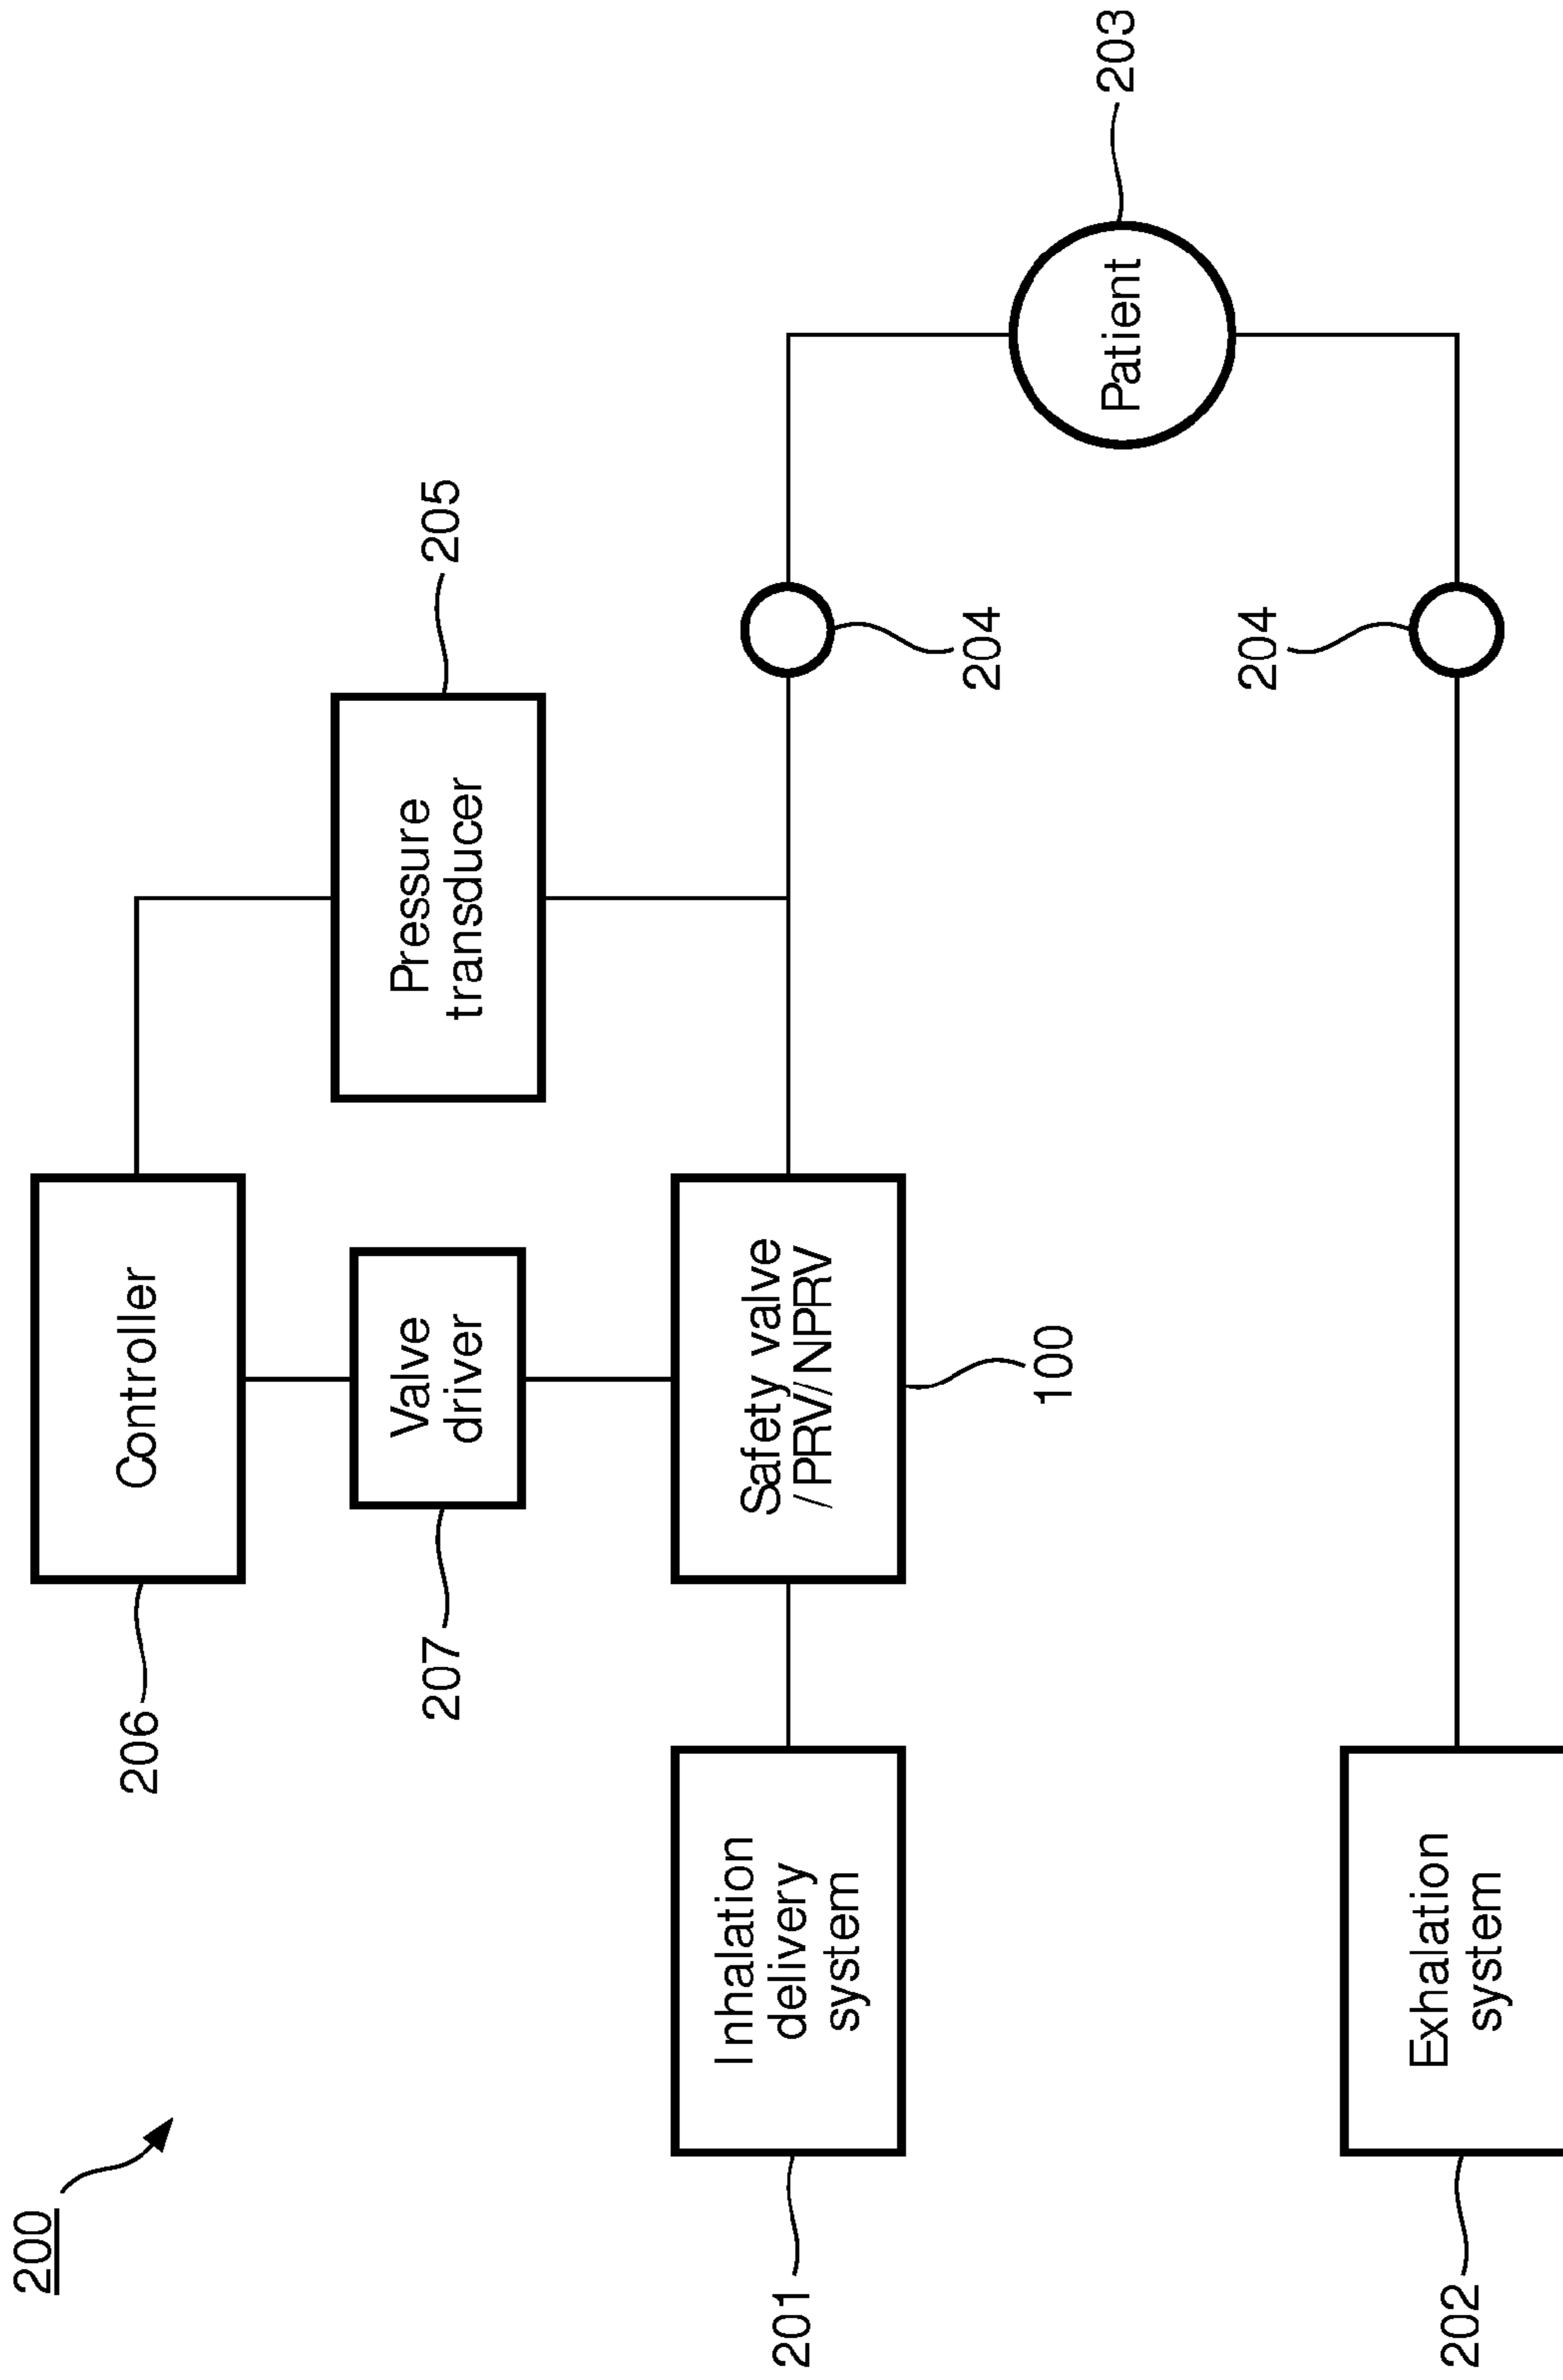 200
206
Controller
207
Valve
driver
Pressure
transducer
205
201
Inhalation
delivery
system
Safety valve
/PRV/NPRV
100
204
Patient
203
204
202
Exhalation
system